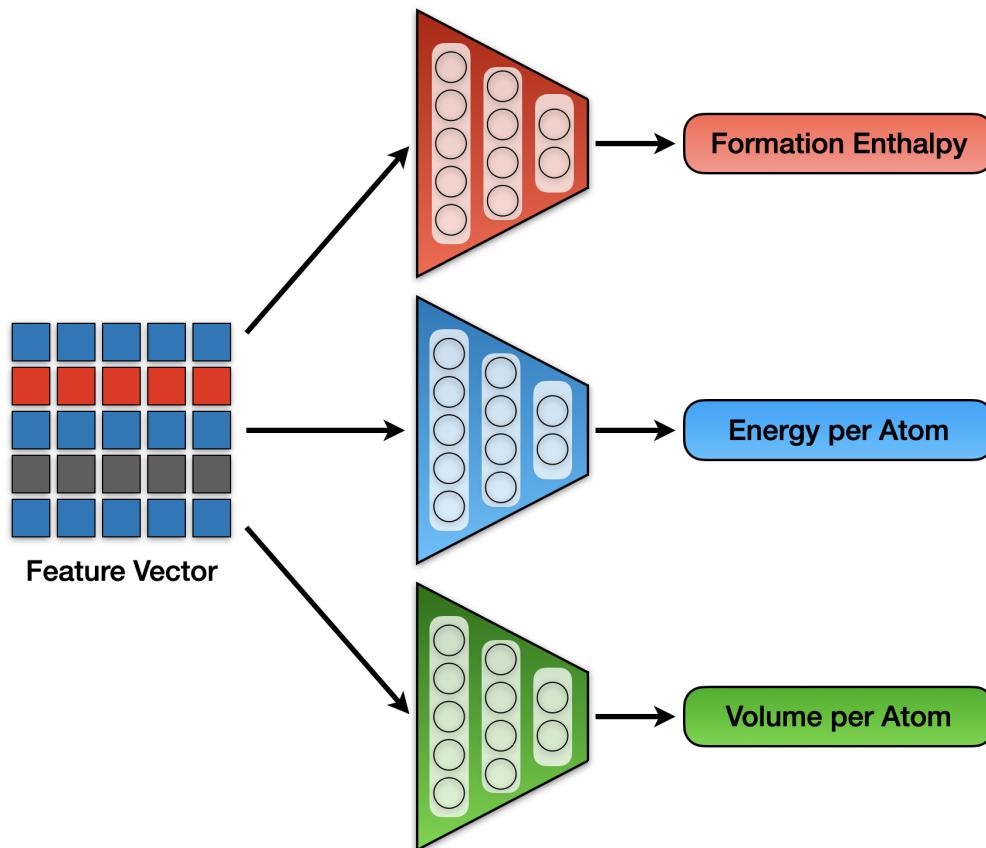 Formation Enthalpy
Energy per Atom
Feature Vector
Volume per Atom